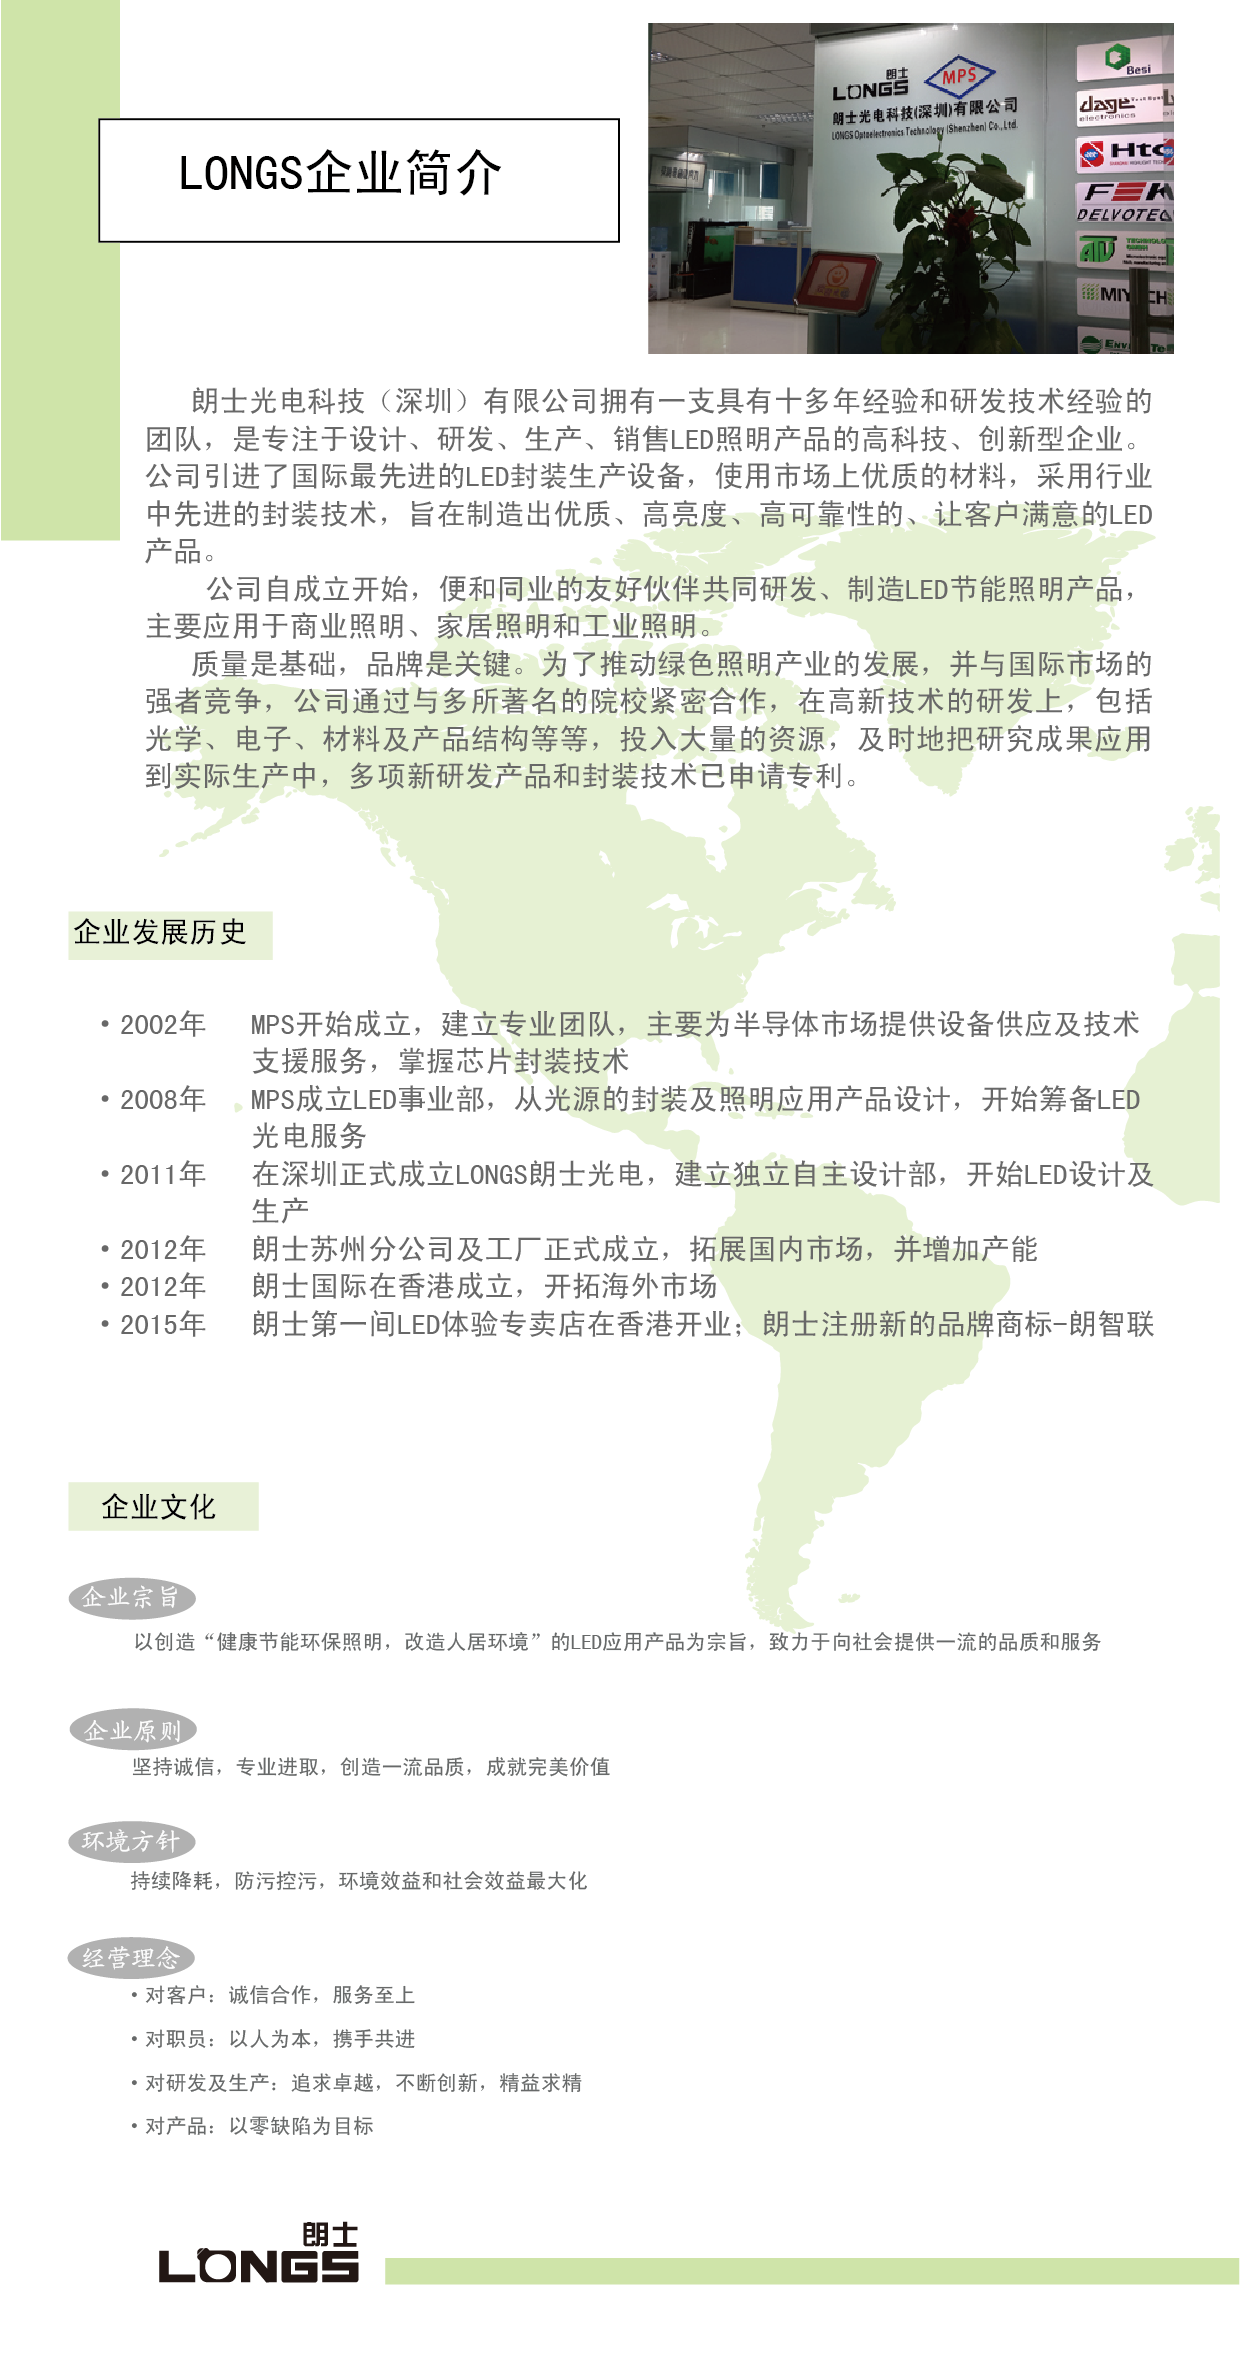 LONGS企业简介
朗士
LONGS
MPS
朗士光电科技(深圳)有限公司
LONGS Optoelectronics Technology (Shenzhen) Co., Ltd.
Besi
dage
electronics
Htc
F&K
DELVOTEC
ATV
TECHNOLO
GMBH
朗士光电科技（深圳）有限公司拥有一支具有十多年经验和研发技术经验的
团队，是专注于设计、研发、生产、销售LED照明产品的高科技、创新型企业。
公司引进了国际最先进的LED封装生产设备，使用市场上优质的材料，采用行业
中先进的封装技术，旨在制造出优质、高亮度、高可靠性的、让客户满意的LED
产品。
公司自成立开始，便和同业的友好伙伴共同研发、制造LED节能照明产品，
主要应用于商业照明、家居照明和工业照明。
质量是基础，品牌是关键。为了推动绿色照明产业的发展，并与国际市场的
强者竞争，公司通过与多所著名的院校紧密合作，在高新技术的研发上，包括
光学、电子、材料及产品结构等等，投入大量的资源，及时地把研究成果应用
到实际生产中，多项新研发产品和封装技术已申请专利。
企业发展历史
•2002年 MPS开始成立，建立专业团队，主要为半导体市场提供设备供应及技术
支援服务，掌握芯片封装技术
•2008年 MPS成立LED事业部，从光源的封装及照明应用产品设计，开始筹备LED
光电服务
•2011年 在深圳正式成立LONGS朗士光电，建立独立自主设计部，开始LED设计及
生产
•2012年 朗士苏州分公司及工厂正式成立，拓展国内市场，并增加产能
•2012年 朗士国际在香港成立，开拓海外市场
•2015年 朗士第一间LED体验专卖店在香港开业；朗士注册新的品牌商标-朗智联
企业文化
企业宗旨
以创造“健康节能环保照明，改造人居环境”的LED应用产品为宗旨，致力于向社会提供一流的品质和服务
企业原则
坚持诚信，专业进取，创造一流品质，成就完美价值
环境方针
持续降耗，防污控污，环境效益和社会效益最大化
经营理念
•对客户：诚信合作，服务至上
•对职员：以人为本，携手共进
•对研发及生产：追求卓越，不断创新，精益求精
•对产品：以零缺陷为目标
朗士
LONGS